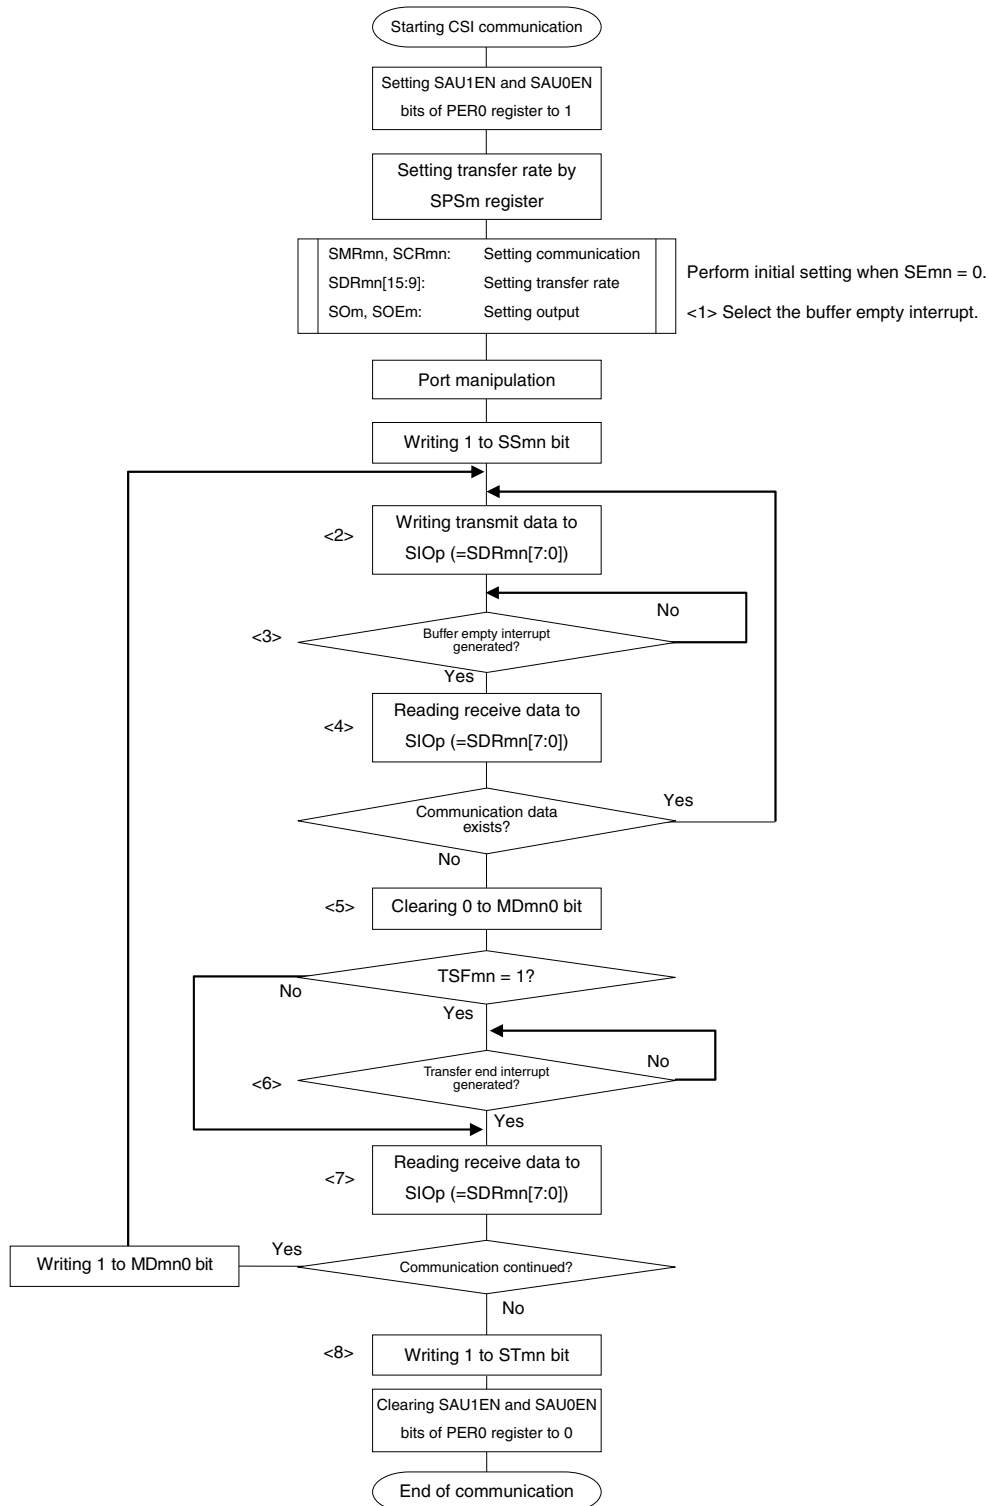 Starting CSI communication
Setting SAU1EN and SAU0EN
bits of PER0 register to 1
Setting transfer rate by
SPSm register
SMRmn, SCRmn: Setting communication
SDRmn[15:9]: Setting transfer rate
SOm, SOEm: Setting output
Perform initial setting when SEmn = 0.
<1> Select the buffer empty interrupt.
Port manipulation
Writing 1 to SSmn bit
<2>
Writing transmit data to
SIOp (=SDRmn[7:0])
No
<3>
Buffer empty interrupt
generated?
Yes
<4>
Reading receive data to
SIOp (=SDRmn[7:0])
Communication data
exists?
Yes
No
<5>
Clearing 0 to MDmn0 bit
TSFmn = 1?
No
Yes
No
<6>
Transfer end interrupt
generated?
Yes
<7>
Reading receive data to
SIOp (=SDRmn[7:0])
Writing 1 to MDmn0 bit
Yes
Communication continued?
No
<8>
Writing 1 to STmn bit
Clearing SAU1EN and SAU0EN
bits of PER0 register to 0
End of communication